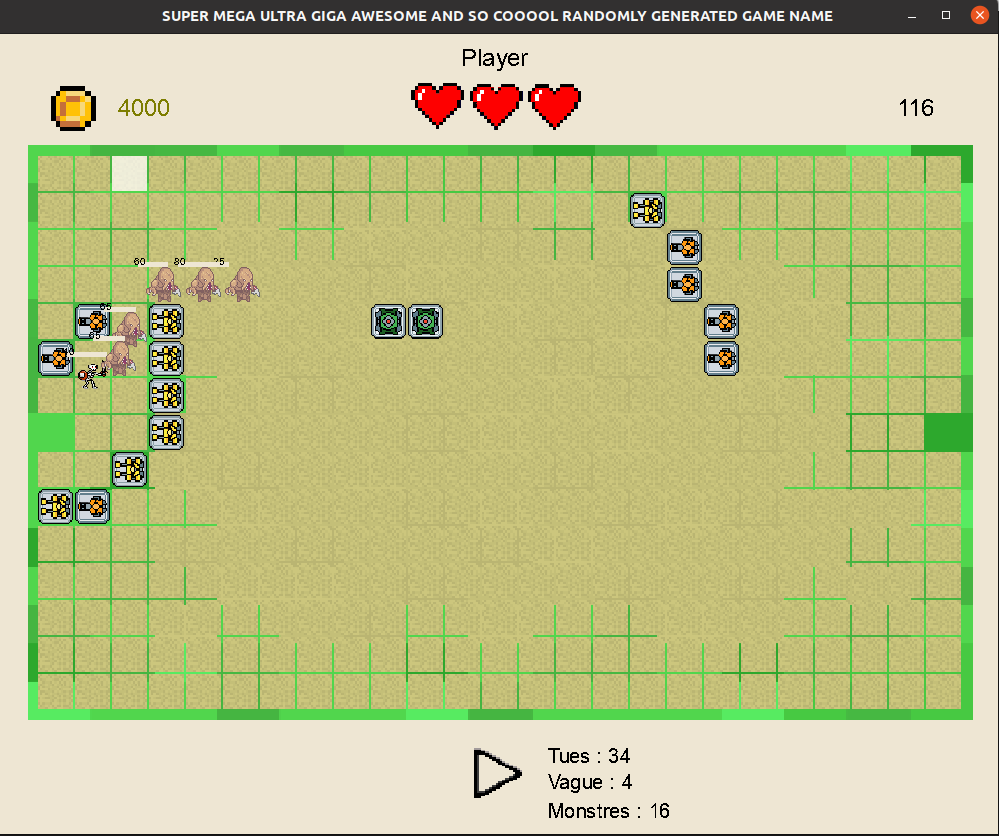 SUPER MEGA ULTRA GIGA AWESOME AND SO COOOOL RANDOMLY GENERATED GAME NAME
Player
4000
116
60 80 25
65
Tues : 34
Vague : 4
Monstres : 16